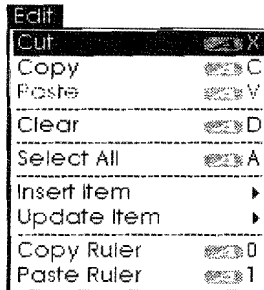 Edit
Cut X
Copy C
Paste V
Clear D
Select All A
Insert Item
Update Item
Copy Ruler 0
Paste Ruler 1